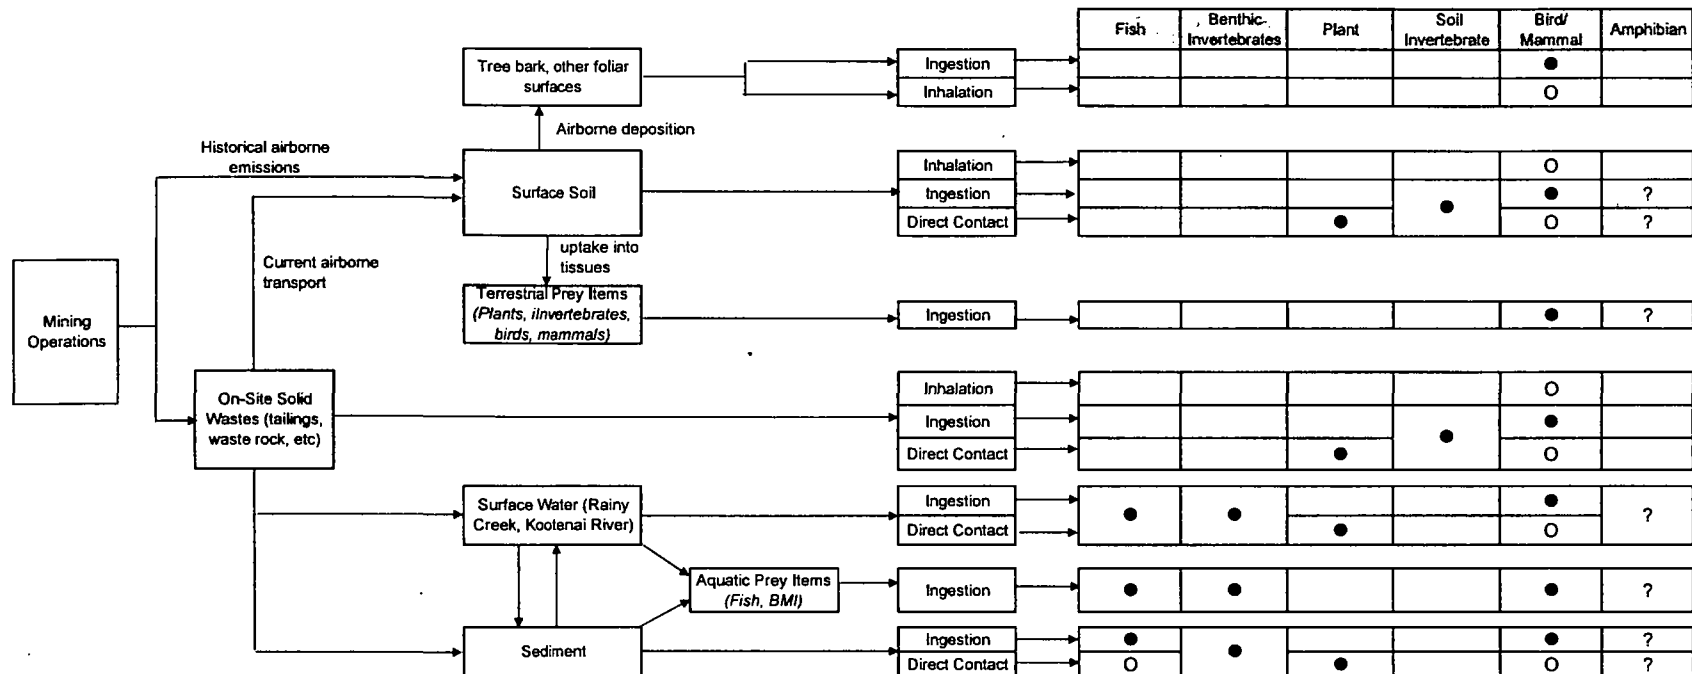 Fish
Benthic
Invertebrates
Plant
Soil
Invertebrate
Bird/
Mammal
Amphibian
Tree bark, other foliar
surfaces
Ingestion
●
Inhalation
O
Airborne deposition
Historical airborne
emissions
Surface Soil
Inhalation
O
Ingestion
●
●
?
Direct Contact
●
O
?
uptake into
tissues
Current airborne
transport
Mining
Operations
Terrestrial Prey Items
(Plants, iInvertebrates,
birds, mammals)
Ingestion
●
?
On-Site Solid
Wastes (tailings,
waste rock, etc)
Inhalation
O
Ingestion
●
●
Direct Contact
●
O
Surface Water (Rainy
Creek, Kootenai River)
Ingestion
●
●
●
?
Direct Contact
●
O
Aquatic Prey Items
(Fish, BMI)
Ingestion
●
●
●
?
Sediment
Ingestion
●
●
●
?
Direct Contact
O
●
O
?